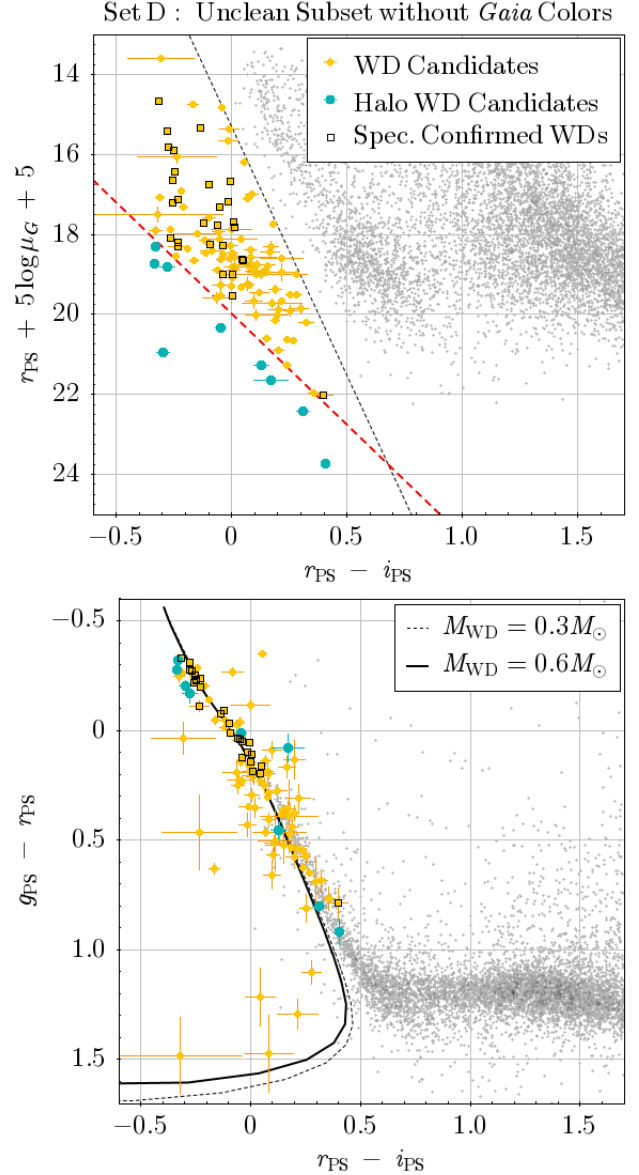 Set D : Unclean Subset without Gaia Colors
WD Candidates
Halo WD Candidates
Spec. Confirmed WDs
r_PS + 5 log μ_G + 5
14
16
18
20
22
24
−0.5 0 0.5 1.0 1.5
r_PS − i_PS
M_WD = 0.3M_⊙
M_WD = 0.6M_⊙
g_PS − r_PS
−0.5
0
0.5
1.0
1.5
−0.5 0 0.5 1.0 1.5
r_PS − i_PS